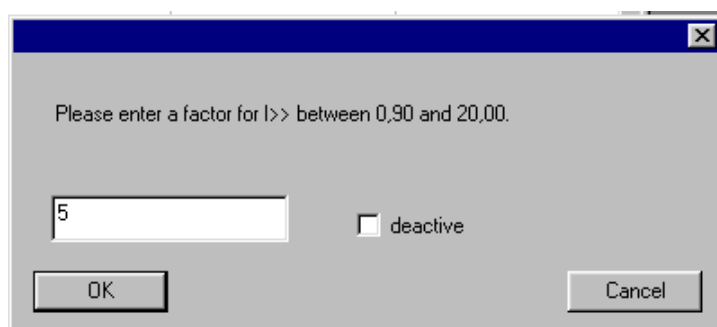 Please enter a factor for I>> between 0,90 and 20,00.
5
deactive
OK
Cancel